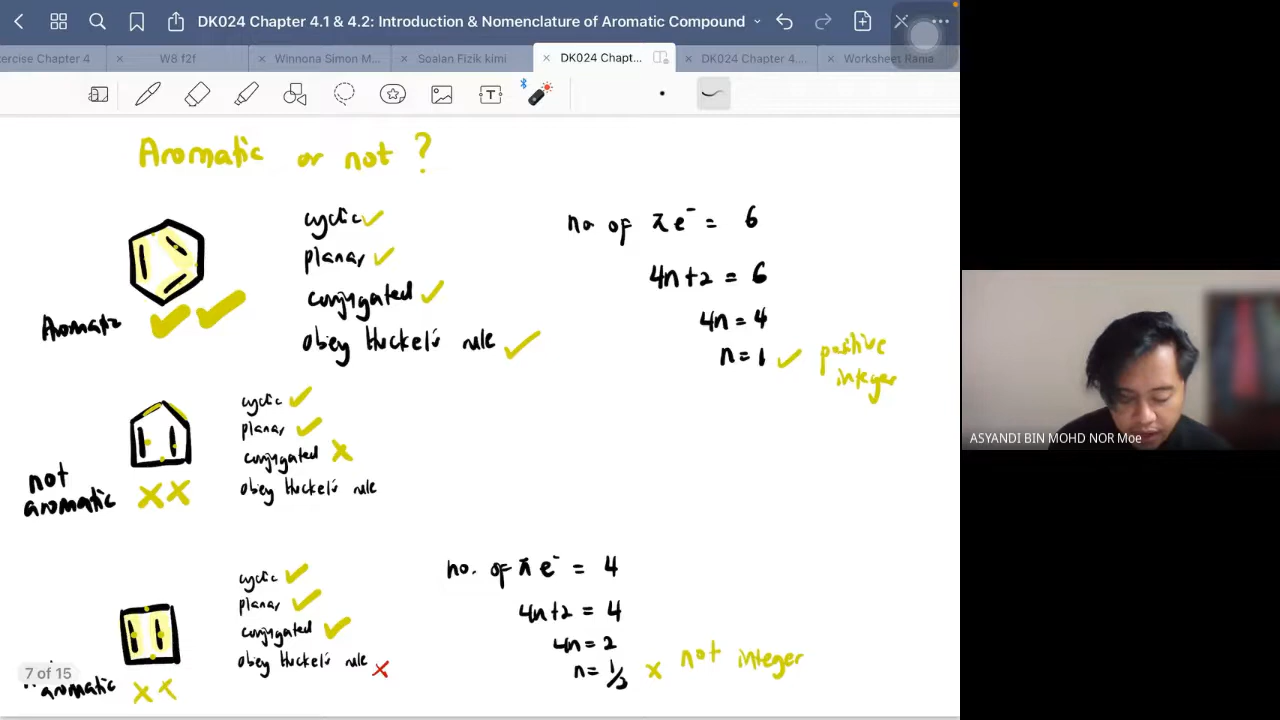 DK024 Chapter 4.1 & 4.2: Introduction & Nomenclature of Aromatic Compound
ercise Chapter 4
W8 f2f
Winnona Simon M...
Soalan Fizik kimi
DK024 Chapt...
DK024 Chapter 4....
Worksheet Rania
Aromatic or not ?
cyclic ✓
planar ✓
conjugated ✓
obey Huckel's rule ✓
Aromatic
no of π e⁻ = 6
4n+2 = 6
4n = 4
n = 1 ✓
positive
integer
cyclic ✓
planar ✓
conjugated ×
obey Huckel's rule
not
aromatic ××
cyclic ✓
planar ✓
conjugated ✓
obey Huckel's rule ×
aromatic ××
no. of π e⁻ = 4
4n+2 = 4
4n = 2
n = 1/2 × not integer
7 of 15
ASYANDI BIN MOHD NOR Moe